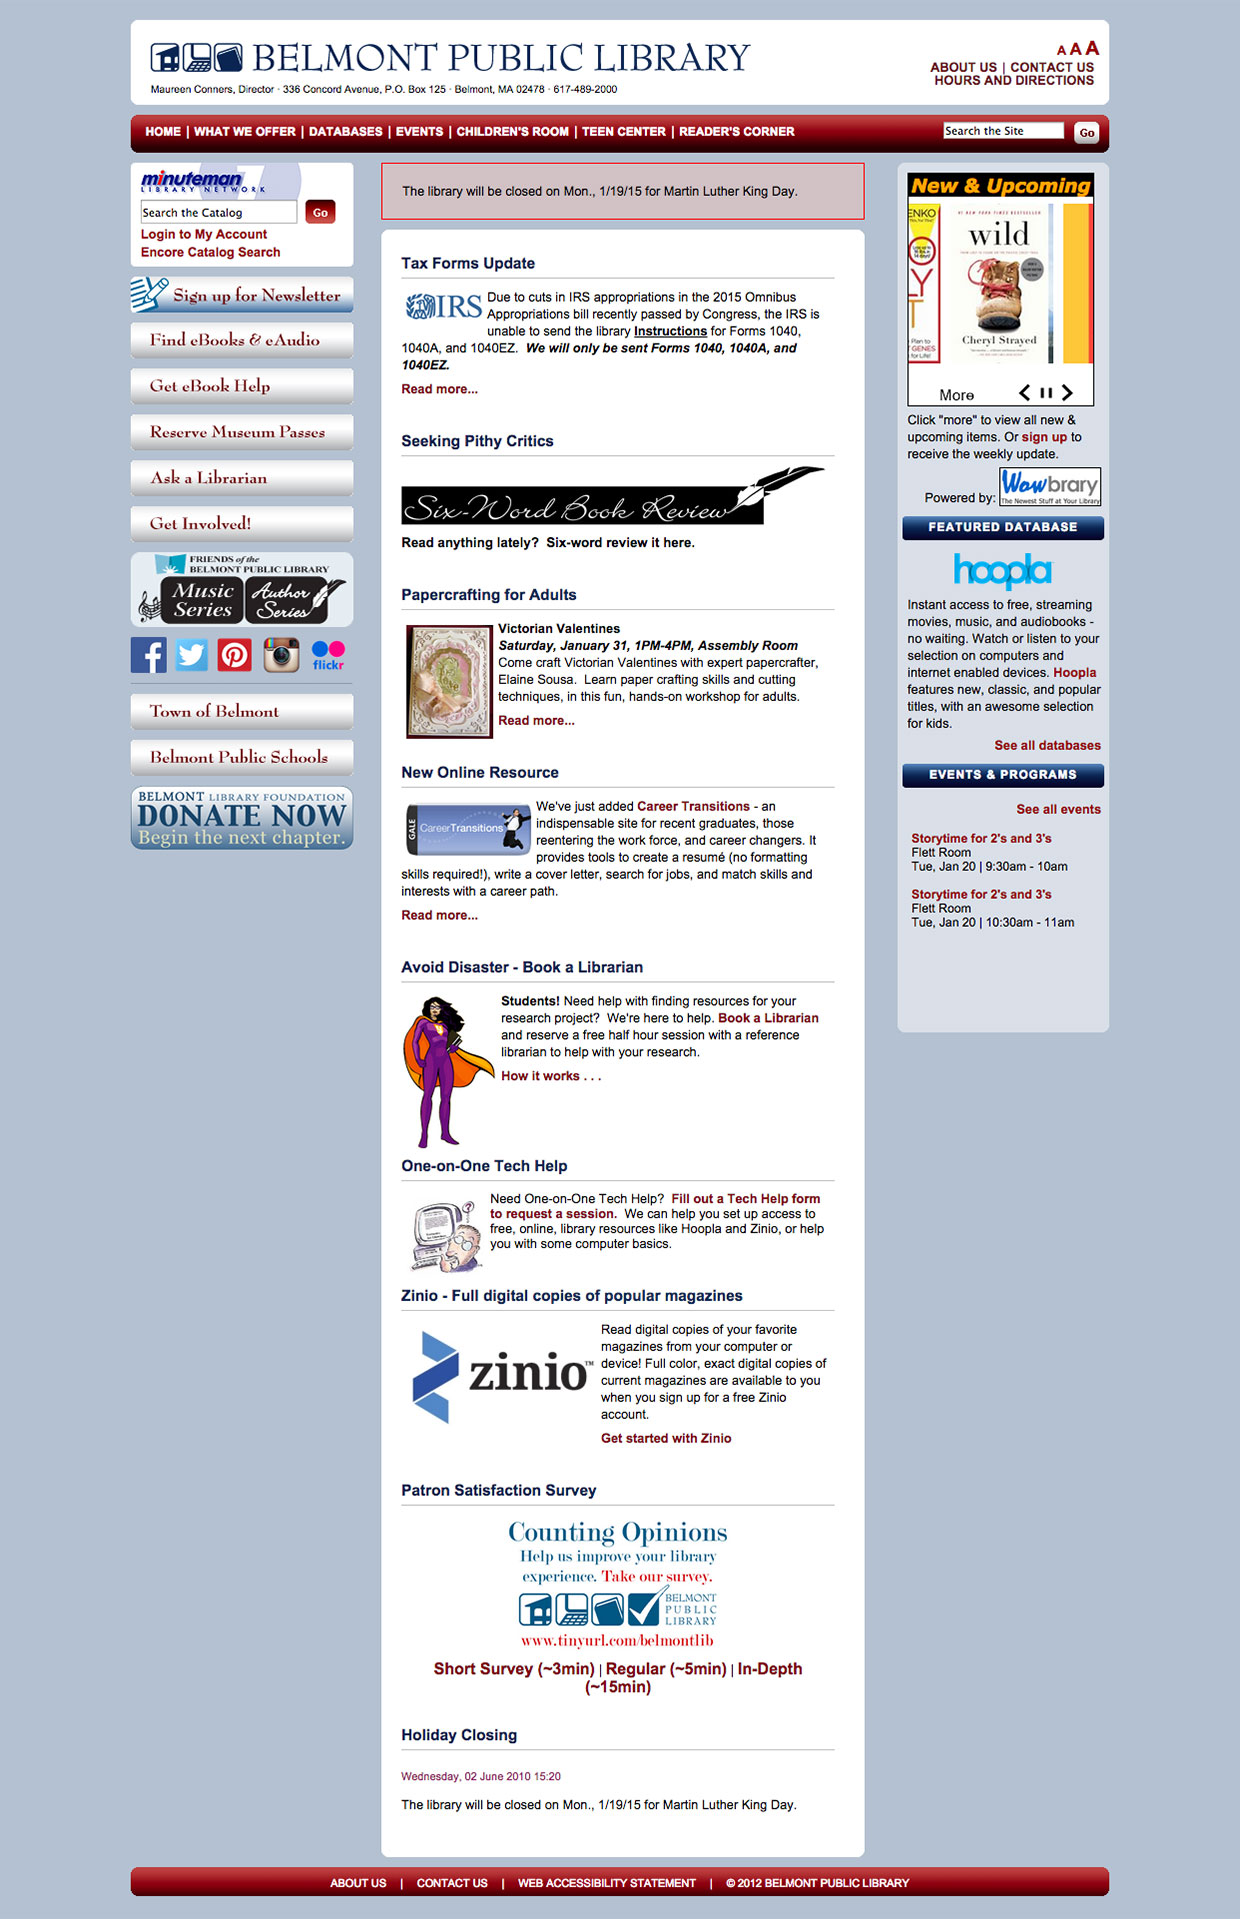 BELMONT PUBLIC LIBRARY
Maureen Conners, Director · 336 Concord Avenue, P.O. Box 125 · Belmont, MA 02478 · 617-489-2000
A A A
ABOUT US | CONTACT US
HOURS AND DIRECTIONS
HOME | WHAT WE OFFER | DATABASES | EVENTS | CHILDREN'S ROOM | TEEN CENTER | READER'S CORNER
Search the Site
Go
minuteman
LIBRARY NETWORK
Search the Catalog
Go
Login to My Account
Encore Catalog Search
Sign up for Newsletter
Find eBooks & eAudio
Get eBook Help
Reserve Museum Passes
Ask a Librarian
Get Involved!
FRIENDS of the
BELMONT PUBLIC LIBRARY
Music Series
Author Series
flickr
Town of Belmont
Belmont Public Schools
BELMONT LIBRARY FOUNDATION
DONATE NOW
Begin the next chapter.
The library will be closed on Mon., 1/19/15 for Martin Luther King Day.
Tax Forms Update
IRS
Due to cuts in IRS appropriations in the 2015 Omnibus
Appropriations bill recently passed by Congress, the IRS is
unable to send the library Instructions for Forms 1040,
1040A, and 1040EZ. We will only be sent Forms 1040, 1040A, and
1040EZ.
Read more...
Seeking Pithy Critics
Six-Word Book Review
Read anything lately? Six-word review it here.
Papercrafting for Adults
Victorian Valentines
Saturday, January 31, 1PM-4PM, Assembly Room
Come craft Victorian Valentines with expert papercrafter,
Elaine Sousa. Learn paper crafting skills and cutting
techniques, in this fun, hands-on workshop for adults.
Read more...
New Online Resource
GALE
CareerTransitions
We've just added Career Transitions - an
indispensable site for recent graduates, those
reentering the work force, and career changers. It
provides tools to create a resumé (no formatting
skills required!), write a cover letter, search for jobs, and match skills and
interests with a career path.
Read more...
Avoid Disaster - Book a Librarian
Students! Need help with finding resources for your
research project? We're here to help. Book a Librarian
and reserve a free half hour session with a reference
librarian to help with your research.
How it works . . .
One-on-One Tech Help
Need One-on-One Tech Help? Fill out a Tech Help form
to request a session. We can help you set up access to
free, online, library resources like Hoopla and Zinio, or help
you with some computer basics.
Zinio - Full digital copies of popular magazines
zinio™
Read digital copies of your favorite
magazines from your computer or
device! Full color, exact digital copies of
current magazines are available to you
when you sign up for a free Zinio
account.
Get started with Zinio
Patron Satisfaction Survey
Counting Opinions
Help us improve your library
experience. Take our survey.
BELMONT
PUBLIC
LIBRARY
www.tinyurl.com/belmontlib
Short Survey (~3min) | Regular (~5min) | In-Depth
(~15min)
Holiday Closing
Wednesday, 02 June 2010 15:20
The library will be closed on Mon., 1/19/15 for Martin Luther King Day.
New & Upcoming
ENKO
OY
LY
T
Plan to
GENES
for Life!
#1 NEW YORK TIMES BESTSELLER
wild
Cheryl Strayed
More
Click "more" to view all new &
upcoming items. Or sign up to
receive the weekly update.
Powered by:
Wowbrary
The Newest Stuff at Your Library
FEATURED DATABASE
hoopla
Instant access to free, streaming
movies, music, and audiobooks -
no waiting. Watch or listen to your
selection on computers and
internet enabled devices. Hoopla
features new, classic, and popular
titles, with an awesome selection
for kids.
See all databases
EVENTS & PROGRAMS
See all events
Storytime for 2's and 3's
Flett Room
Tue, Jan 20 | 9:30am - 10am
Storytime for 2's and 3's
Flett Room
Tue, Jan 20 | 10:30am - 11am
ABOUT US | CONTACT US | WEB ACCESSIBILITY STATEMENT | © 2012 BELMONT PUBLIC LIBRARY